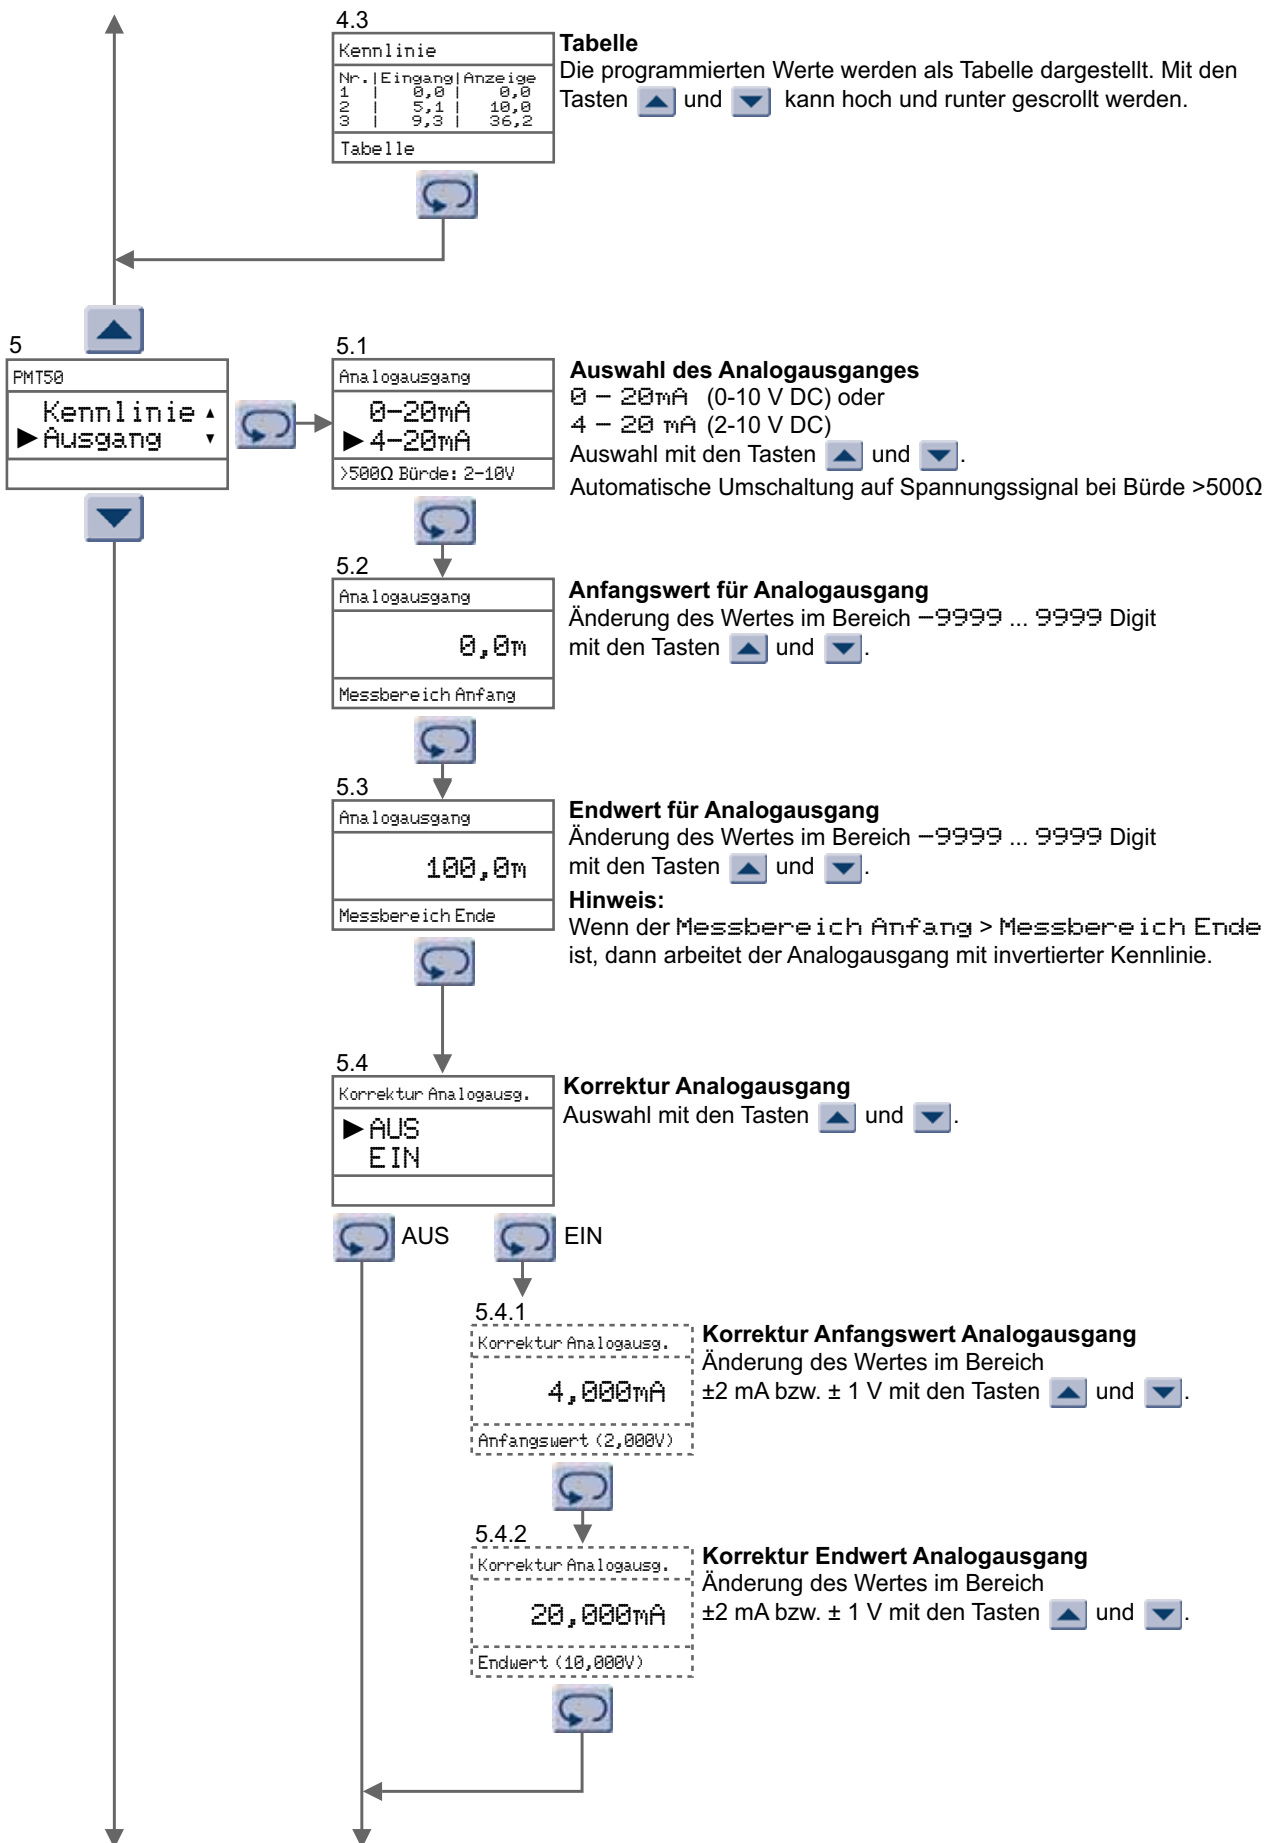 4.3
Kennlinie
Nr.|Eingang|Anzeige
1 | 0,0 | 0,0
2 | 5,1 | 10,0
3 | 9,3 | 36,2
Tabelle
Tabelle
Die programmierten Werte werden als Tabelle dargestellt. Mit den
Tasten und kann hoch und runter gescrollt werden.
5
PMT50
Kennlinie
Ausgang
5.1
Analogausgang
0-20mA
4-20mA
>500Ω Bürde: 2-10V
Auswahl des Analogausganges
0 - 20mA (0-10 V DC) oder
4 - 20 mA (2-10 V DC)
Auswahl mit den Tasten und .
Automatische Umschaltung auf Spannungssignal bei Bürde >500Ω
5.2
Analogausgang
0,0m
Messbereich Anfang
Anfangswert für Analogausgang
Änderung des Wertes im Bereich -9999 ... 9999 Digit
mit den Tasten und .
5.3
Analogausgang
100,0m
Messbereich Ende
Endwert für Analogausgang
Änderung des Wertes im Bereich -9999 ... 9999 Digit
mit den Tasten und .
Hinweis:
Wenn der Messbereich Anfang > Messbereich Ende
ist, dann arbeitet der Analogausgang mit invertierter Kennlinie.
5.4
Korrektur Analogausg.
AUS
EIN
Korrektur Analogausgang
Auswahl mit den Tasten und .
AUS
EIN
5.4.1
Korrektur Analogausg.
4,000mA
Anfangswert (2,000V)
Korrektur Anfangswert Analogausgang
Änderung des Wertes im Bereich
±2 mA bzw. ± 1 V mit den Tasten und .
5.4.2
Korrektur Analogausg.
20,000mA
Endwert (10,000V)
Korrektur Endwert Analogausgang
Änderung des Wertes im Bereich
±2 mA bzw. ± 1 V mit den Tasten und .